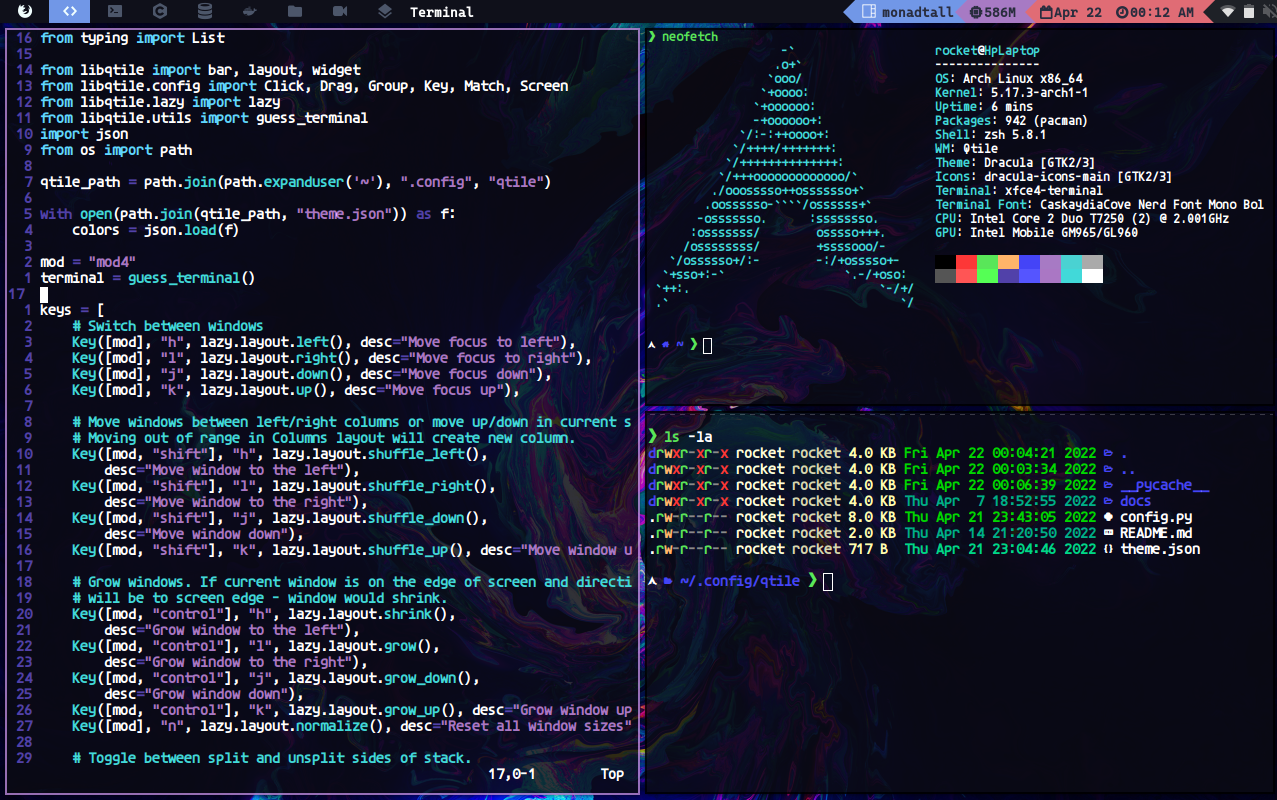 Terminal
monadtall
586M
Apr 22
00:12 AM
16 from typing import List
15
14 from libqtile import bar, layout, widget
13 from libqtile.config import Click, Drag, Group, Key, Match, Screen
12 from libqtile.lazy import lazy
11 from libqtile.utils import guess_terminal
10 import json
9 from os import path
8
7 qtile_path = path.join(path.expanduser('~'), ".config", "qtile")
6
5 with open(path.join(qtile_path, "theme.json")) as f:
4     colors = json.load(f)
3
2 mod = "mod4"
1 terminal = guess_terminal()
17
1 keys = [
2     # Switch between windows
3     Key([mod], "h", lazy.layout.left(), desc="Move focus to left"),
4     Key([mod], "l", lazy.layout.right(), desc="Move focus to right"),
5     Key([mod], "j", lazy.layout.down(), desc="Move focus down"),
6     Key([mod], "k", lazy.layout.up(), desc="Move focus up"),
7
8     # Move windows between left/right columns or move up/down in current s
9     # Moving out of range in Columns layout will create new column.
10     Key([mod, "shift"], "h", lazy.layout.shuffle_left(),
11         desc="Move window to the left"),
12     Key([mod, "shift"], "l", lazy.layout.shuffle_right(),
13         desc="Move window to the right"),
14     Key([mod, "shift"], "j", lazy.layout.shuffle_down(),
15         desc="Move window down"),
16     Key([mod, "shift"], "k", lazy.layout.shuffle_up(), desc="Move window u
17
18     # Grow windows. If current window is on the edge of screen and directi
19     # will be to screen edge - window would shrink.
20     Key([mod, "control"], "h", lazy.layout.shrink(),
21         desc="Grow window to the left"),
22     Key([mod, "control"], "l", lazy.layout.grow(),
23         desc="Grow window to the right"),
24     Key([mod, "control"], "j", lazy.layout.grow_down(),
25         desc="Grow window down"),
26     Key([mod, "control"], "k", lazy.layout.grow_up(), desc="Grow window up
27     Key([mod], "n", lazy.layout.normalize(), desc="Reset all window sizes"
28
29     # Toggle between split and unsplit sides of stack.
17,0-1 Top
❯ neofetch
-`
.o+`
`ooo/
`+oooo:
`+oooooo:
-+oooooo+:
`/:-:++oooo+:
`/++++/+++++++:
`/++++++++++++++:
`/+++ooooooooooooo/`
./ooosssso++osssssso+`
.oossssso-````/ossssss+`
-osssssso.      :ssssssso.
:osssssss/        osssso+++.
/ossssssss/        +ssssooo/-
`/ossssso+/:-        -:/+osssso+-
`+sso+:-`                 `.-/+oso:
`++:.                           `-/+/
.`                                 `/
rocket@HpLaptop
---------------
OS: Arch Linux x86_64
Kernel: 5.17.3-arch1-1
Uptime: 6 mins
Packages: 942 (pacman)
Shell: zsh 5.8.1
WM: Qtile
Theme: Dracula [GTK2/3]
Icons: dracula-icons-main [GTK2/3]
Terminal: xfce4-terminal
Terminal Font: CaskaydiaCove Nerd Font Mono Bol
CPU: Intel Core 2 Duo T7250 (2) @ 2.001GHz
GPU: Intel Mobile GM965/GL960
~ ❯
❯ ls -la
drwxr-xr-x rocket rocket 4.0 KB Fri Apr 22 00:04:21 2022 .
drwxr-xr-x rocket rocket 4.0 KB Fri Apr 22 00:03:34 2022 ..
drwxr-xr-x rocket rocket 4.0 KB Fri Apr 22 00:06:39 2022 __pycache__
drwxr-xr-x rocket rocket 4.0 KB Thu Apr  7 18:52:55 2022 docs
.rw-r--r-- rocket rocket 8.0 KB Thu Apr 21 23:43:05 2022 config.py
.rw-r--r-- rocket rocket 2.0 KB Thu Apr 14 21:20:50 2022 README.md
.rw-r--r-- rocket rocket 717 B  Thu Apr 21 23:04:46 2022 {} theme.json
~/.config/qtile ❯